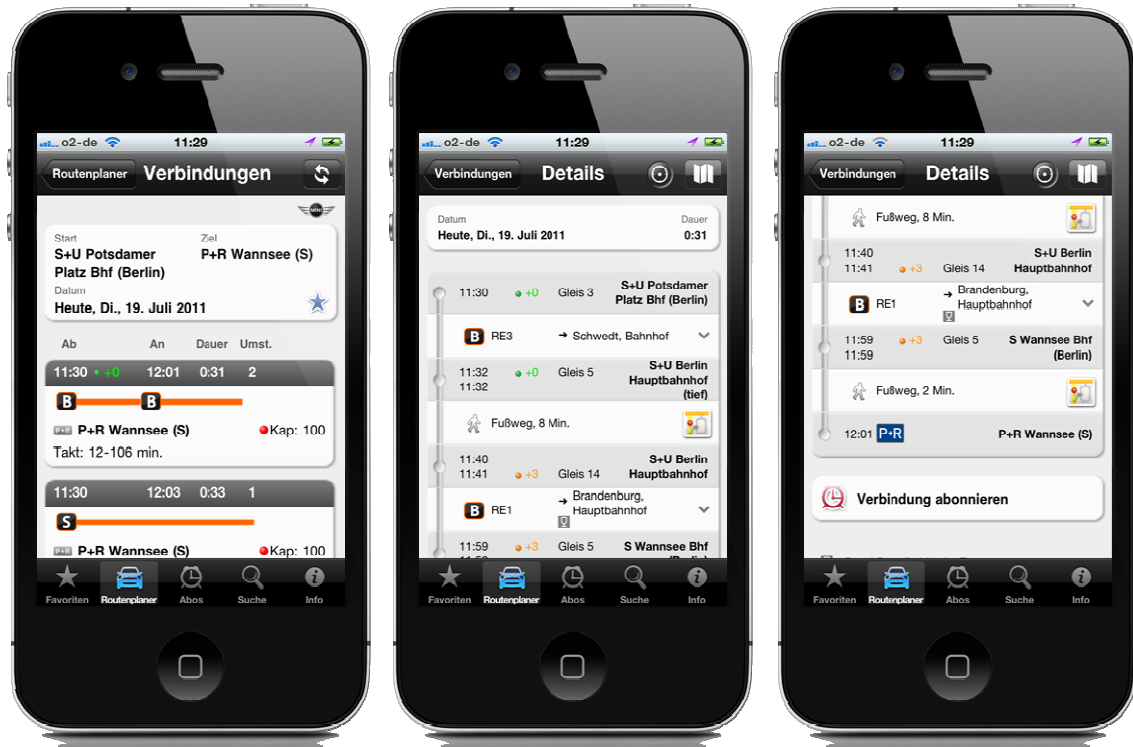 o2-de 11:29
Routenplaner Verbindungen
MINI
Start Ziel
S+U Potsdamer P+R Wannsee (S)
Platz Bhf (Berlin)
Datum
Heute, Di., 19. Juli 2011
Ab An Dauer Umst.
11:30 +0 12:01 0:31 2
B B
P+R P+R Wannsee (S) Kap: 100
Takt: 12-106 min.
11:30 12:03 0:33 1
S
P+R P+R Wannsee (S) Kap: 100
Favoriten Routenplaner Abos Suche Info
o2-de 11:29
Verbindungen Details
Datum Dauer
Heute, Di., 19. Juli 2011 0:31
11:30 +0 Gleis 3 S+U Potsdamer
Platz Bhf (Berlin)
B RE3 → Schwedt, Bahnhof
11:32 +0 Gleis 5 S+U Berlin
11:32 Hauptbahnhof
(tief)
Fußweg, 8 Min.
11:40 S+U Berlin
11:41 +3 Gleis 14 Hauptbahnhof
B RE1 → Brandenburg,
Hauptbahnhof
11:59 +3 Gleis 5 S Wannsee Bhf
Favoriten Routenplaner Abos Suche Info
o2-de 11:29
Verbindungen Details
Fußweg, 8 Min.
11:40 S+U Berlin
11:41 +3 Gleis 14 Hauptbahnhof
B RE1 → Brandenburg,
Hauptbahnhof
11:59 +3 Gleis 5 S Wannsee Bhf
11:59 (Berlin)
Fußweg, 2 Min.
12:01 P+R P+R Wannsee (S)
Verbindung abonnieren
Favoriten Routenplaner Abos Suche Info